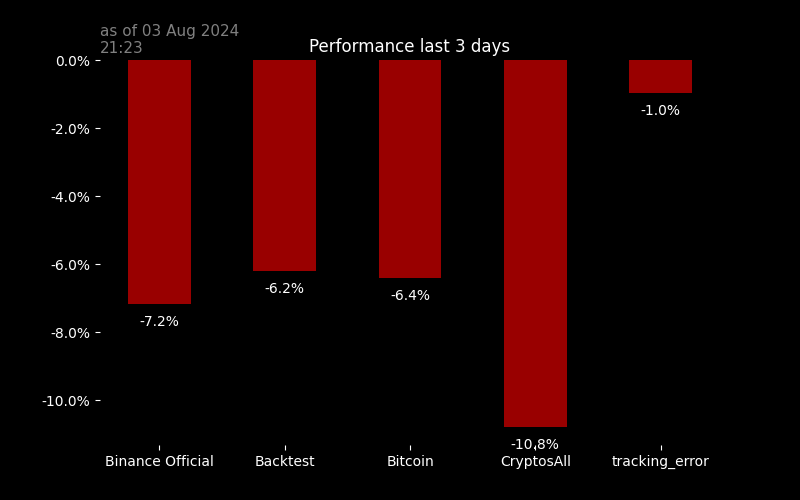 as of 03 Aug 2024
21:23
Performance last 3 days
0.0%
-2.0%
-4.0%
-6.0%
-8.0%
-10.0%
-7.2%
-6.2%
-6.4%
-10.8%
-1.0%
Binance Official
Backtest
Bitcoin
CryptosAll
tracking_error